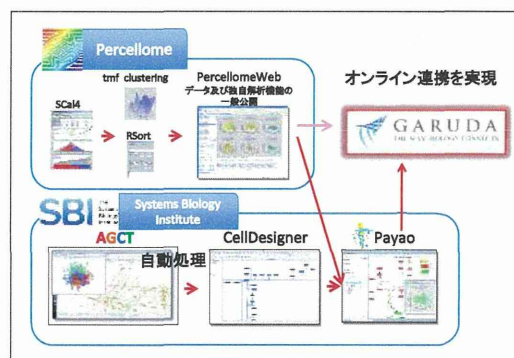 Percellome
tmf clustering
SCal4
RSort
PercellomeWeb
データ及び独自解析機能の
一般公開
オンライン連携を実現
GARUDA
THE WAY BIOLOGY CONNECTS
SBI
Systems Biology
Institute
AGCT
自動処理
CellDesigner
Payao